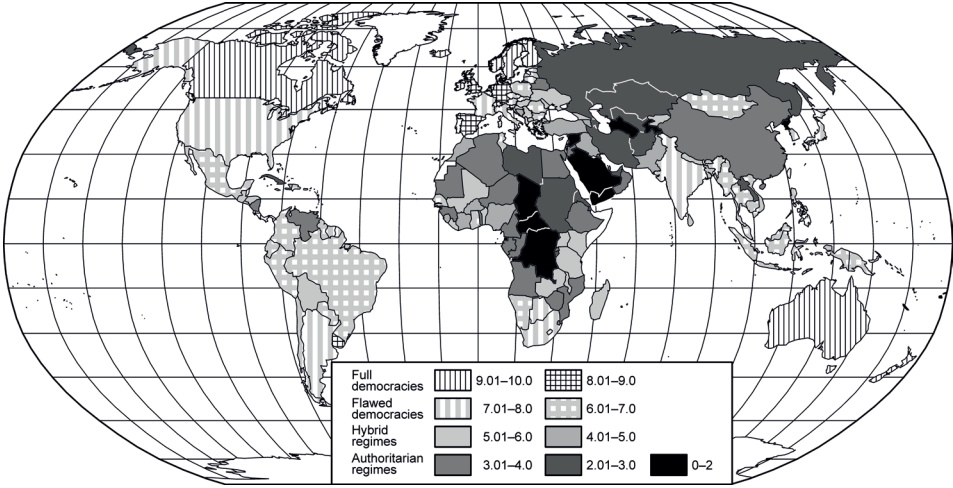 Full
democracies 9.01–10.0 8.01–9.0
Flawed
democracies 7.01–8.0 6.01–7.0
Hybrid
regimes 5.01–6.0 4.01–5.0
Authoritarian
regimes 3.01–4.0 2.01–3.0 0–2